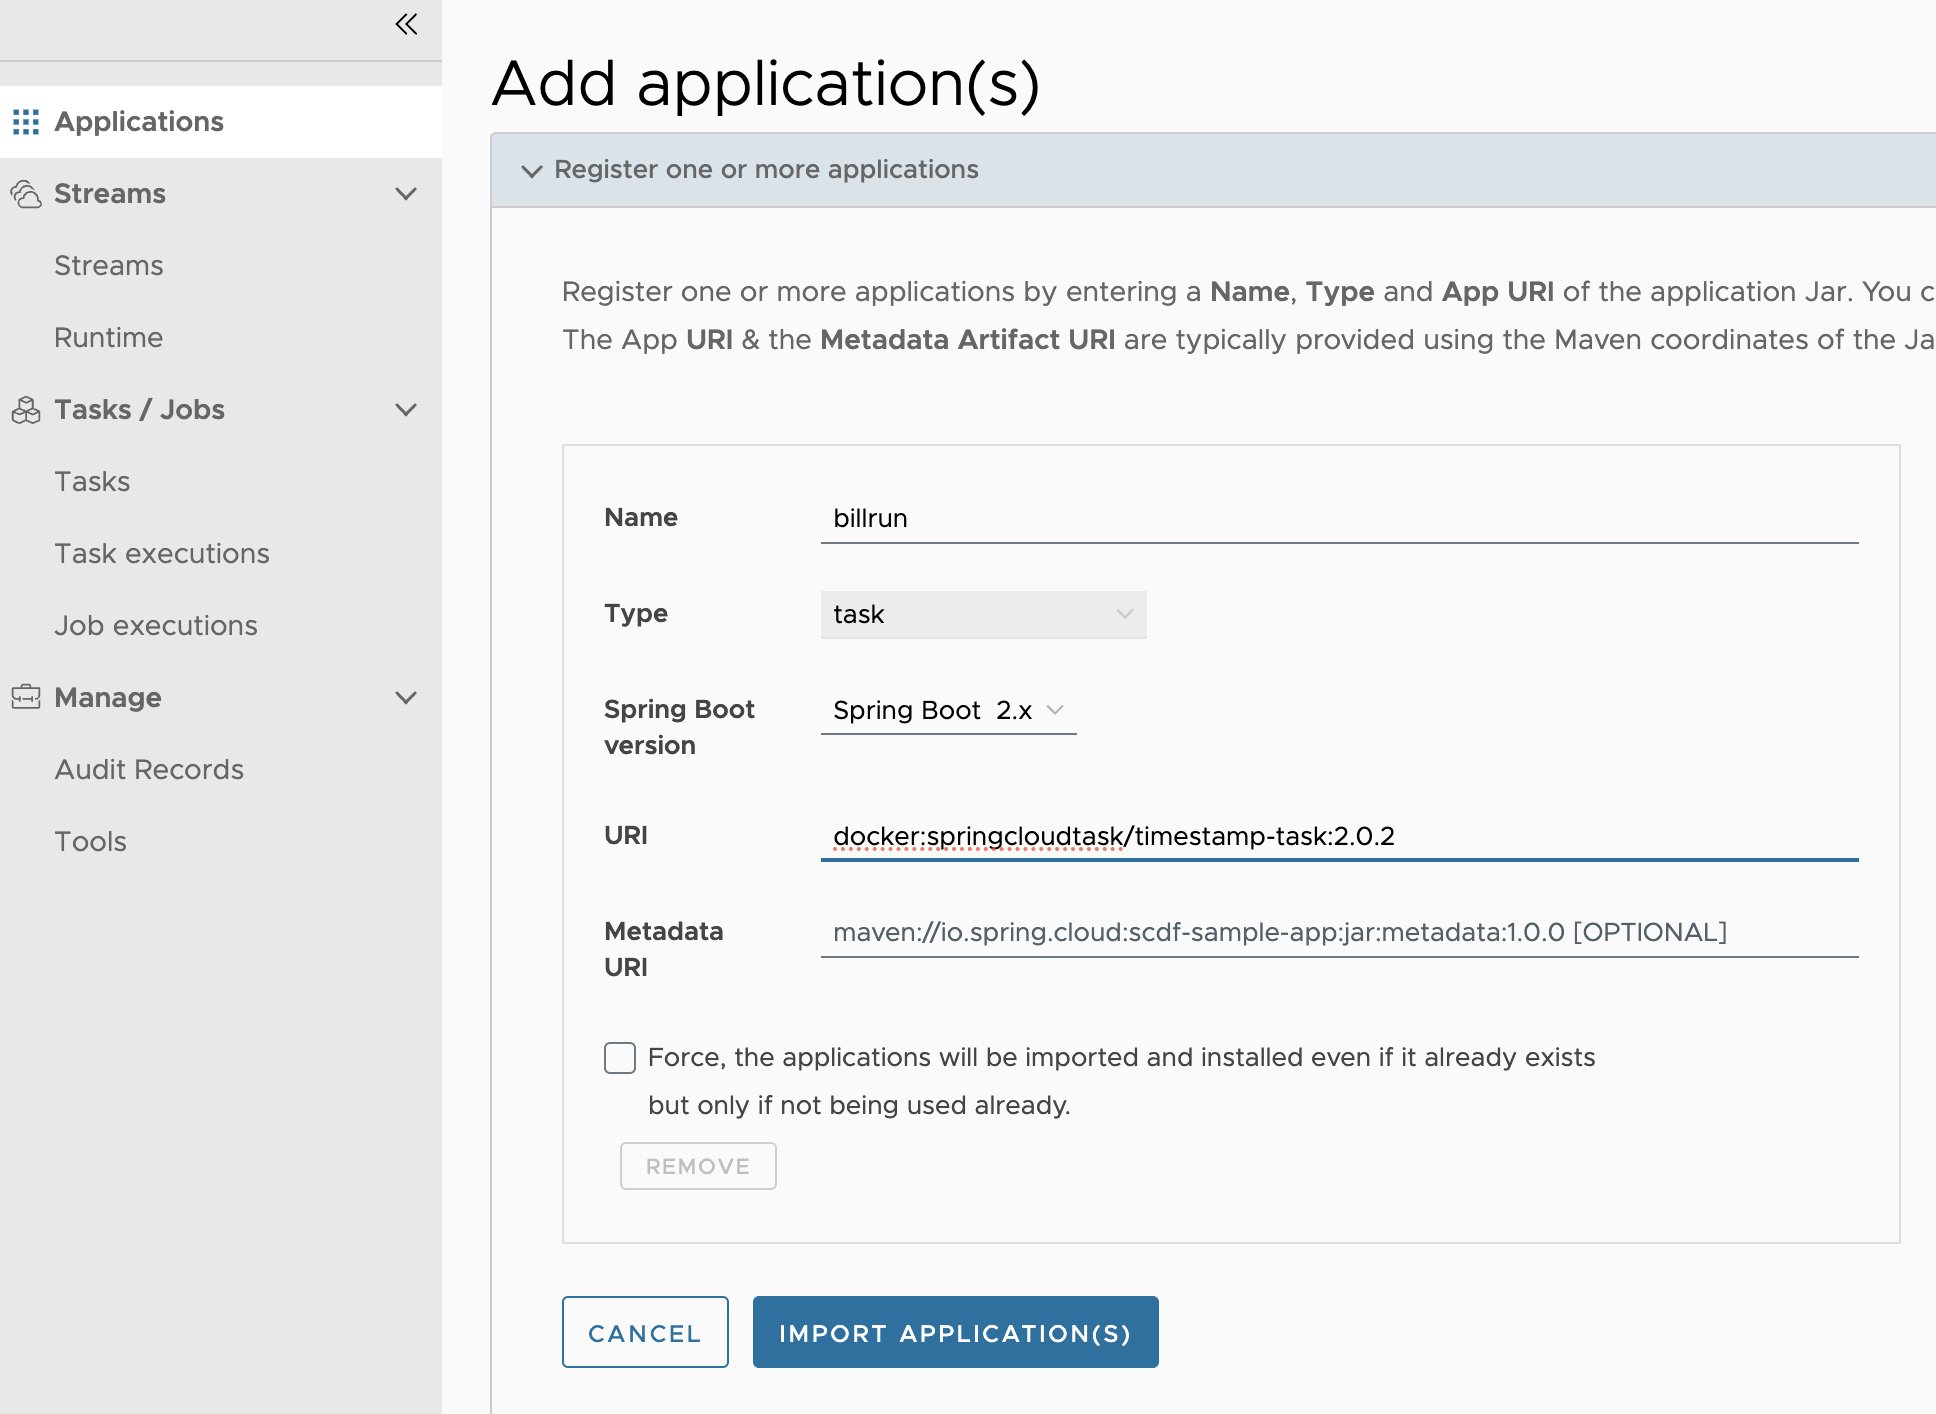 Applications
Streams
Streams
Runtime
Tasks / Jobs
Tasks
Task executions
Job executions
Manage
Audit Records
Tools
Add application(s)
Register one or more applications
Register one or more applications by entering a Name, Type and App URI of the application Jar. You
The App URI & the Metadata Artifact URI are typically provided using the Maven coordinates of the
Name
billrun
Type
task
Spring Boot
version
Spring Boot 2.x
URI
docker:springcloudtask/timestamp-task:2.0.2
Metadata
URI
maven://io.spring.cloud:scdf-sample-app:jar:metadata:1.0.0 [OPTIONAL]
Force, the applications will be imported and installed even if it already exists
but only if not being used already.
REMOVE
CANCEL
IMPORT APPLICATION(S)